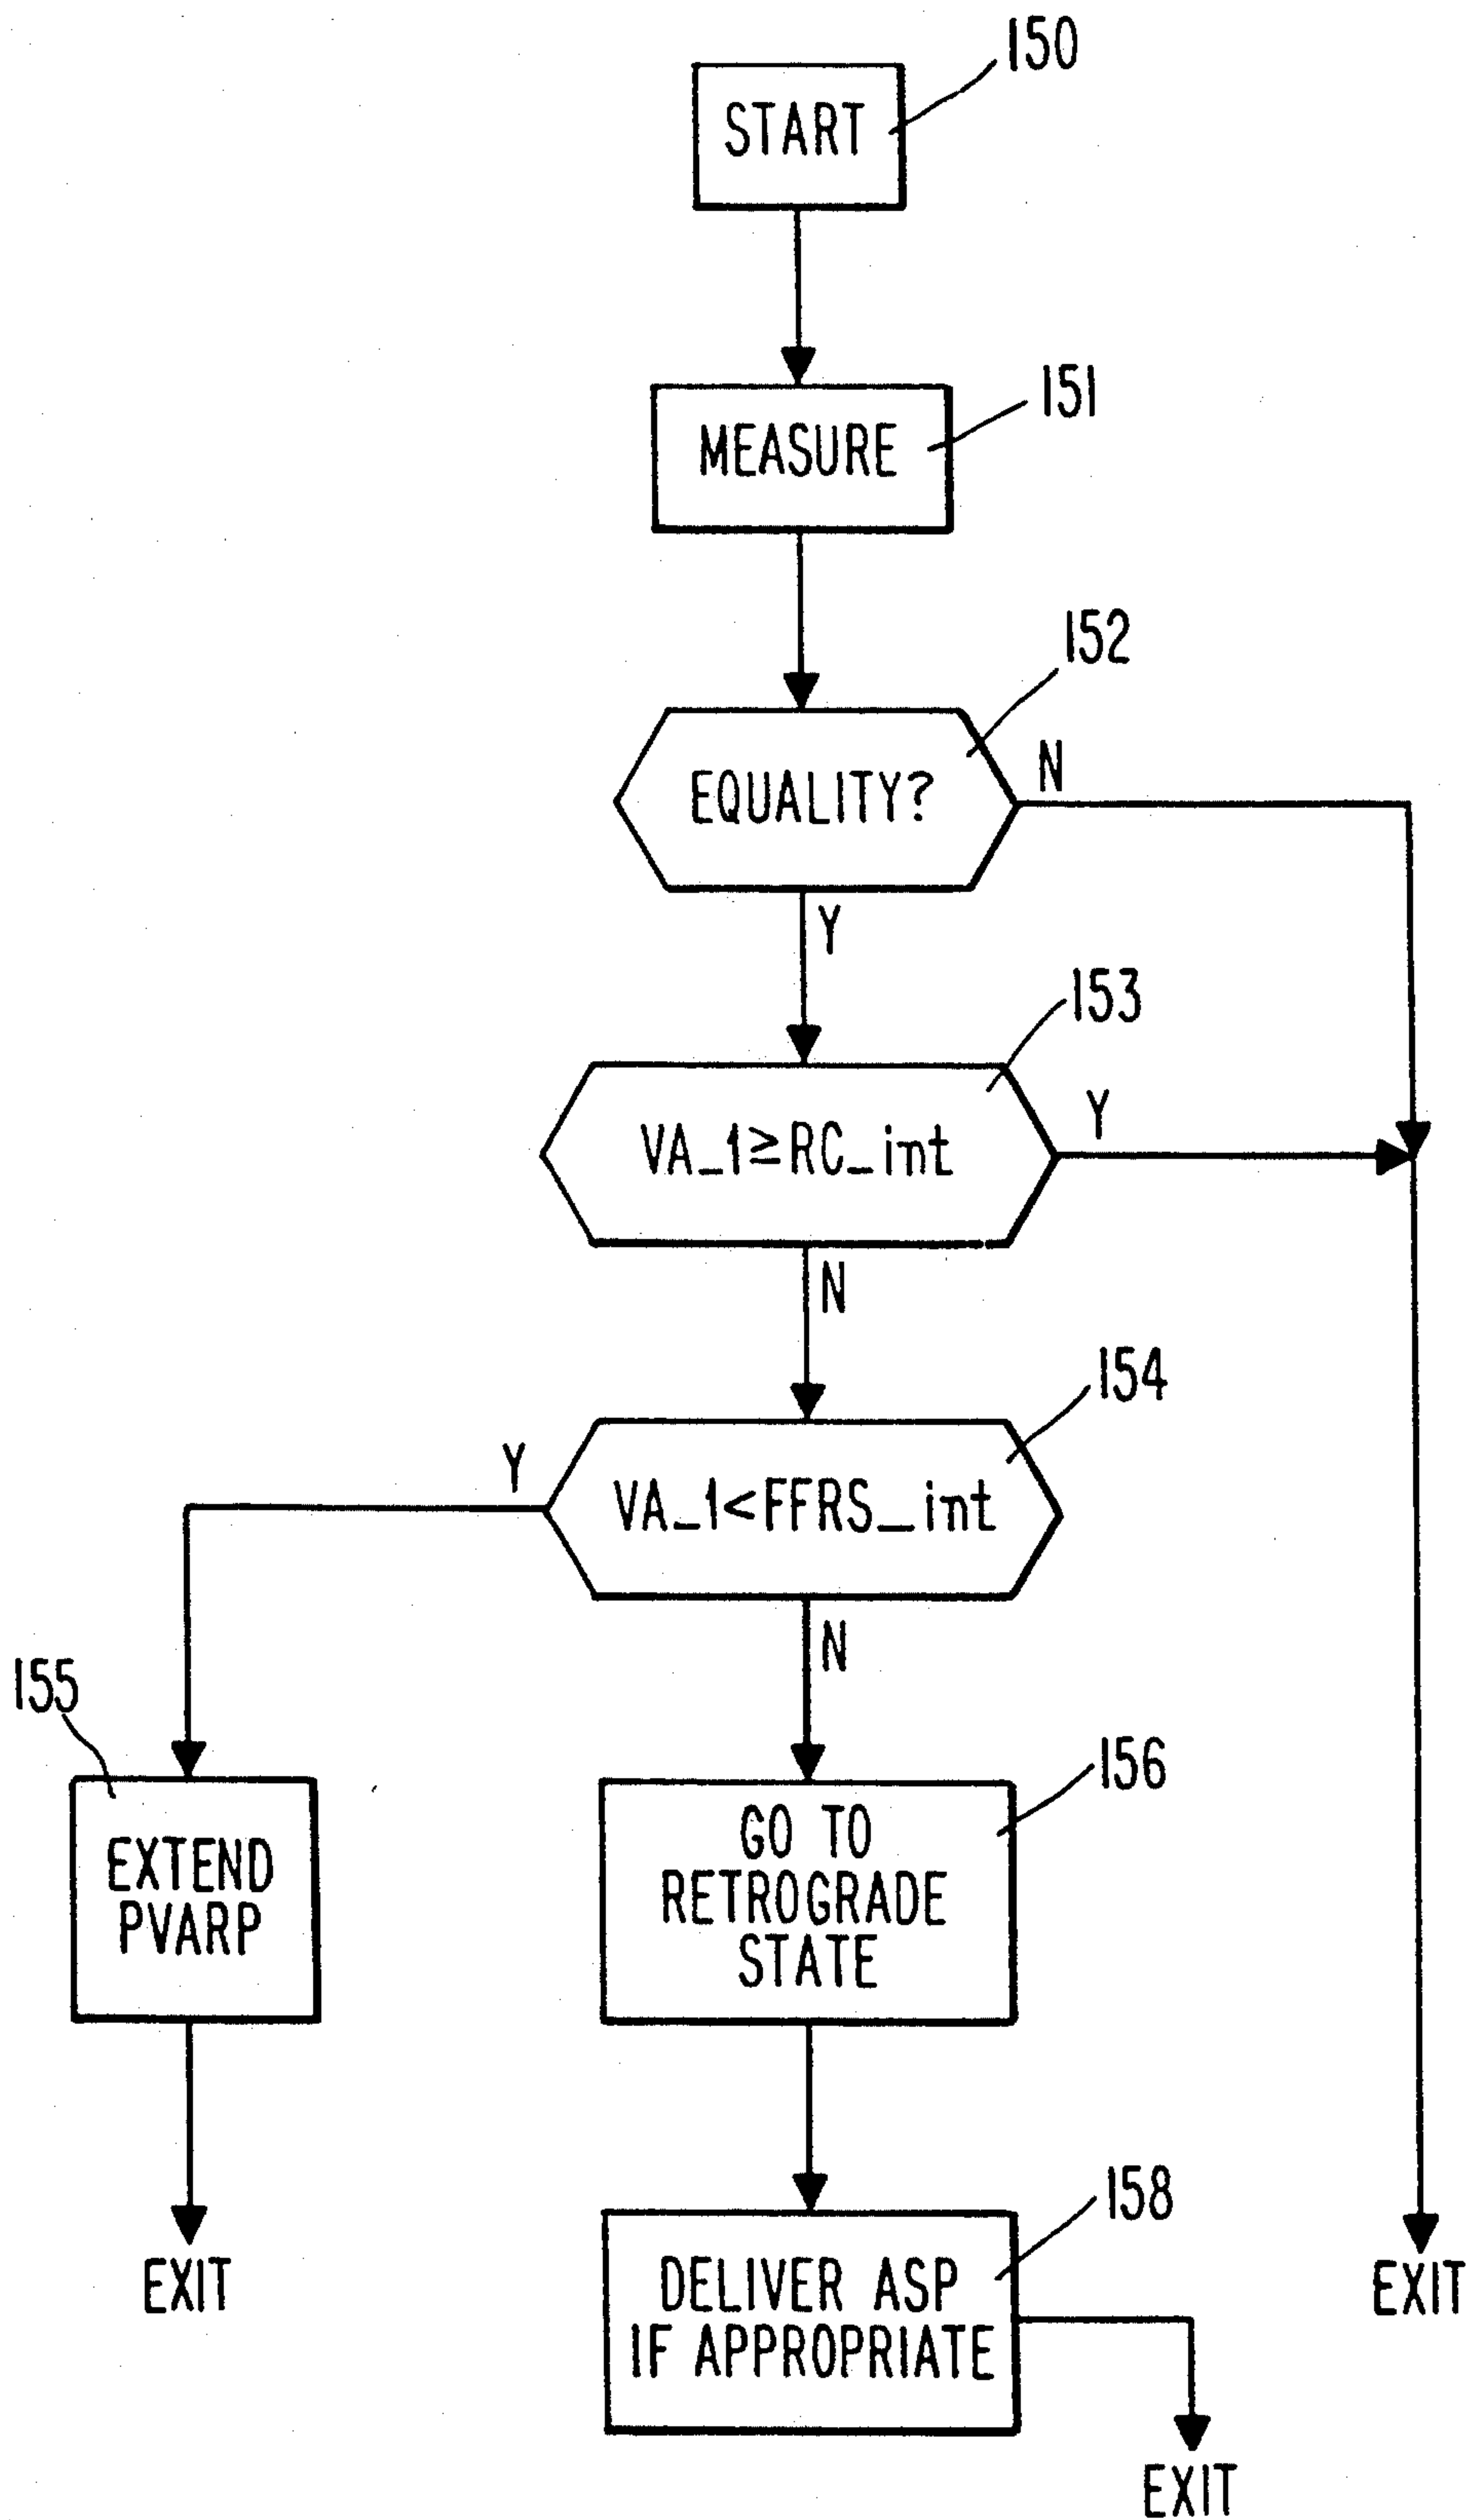 150
START
151
MEASURE
152
EQUALITY?
N
Y
153
VA_1≥RC_int
Y
N
154
Y
VA_1<FFRS_int
N
155
156
EXTEND
PVARP
GO TO
RETROGRADE
STATE
158
EXIT
DELIVER ASP
IF APPROPRIATE
EXIT
EXIT